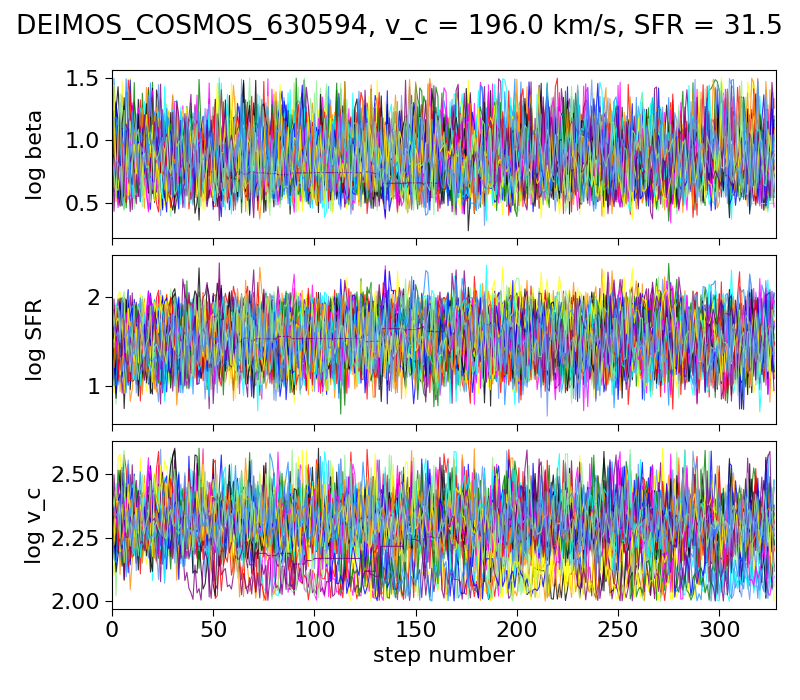 DEIMOS_COSMOS_630594, v_c = 196.0 km/s, SFR = 31.5
1.5
1.0
0.5
log beta
2
1
log SFR
2.50
2.25
2.00
log v_c
0 50 100 150 200 250 300
step number